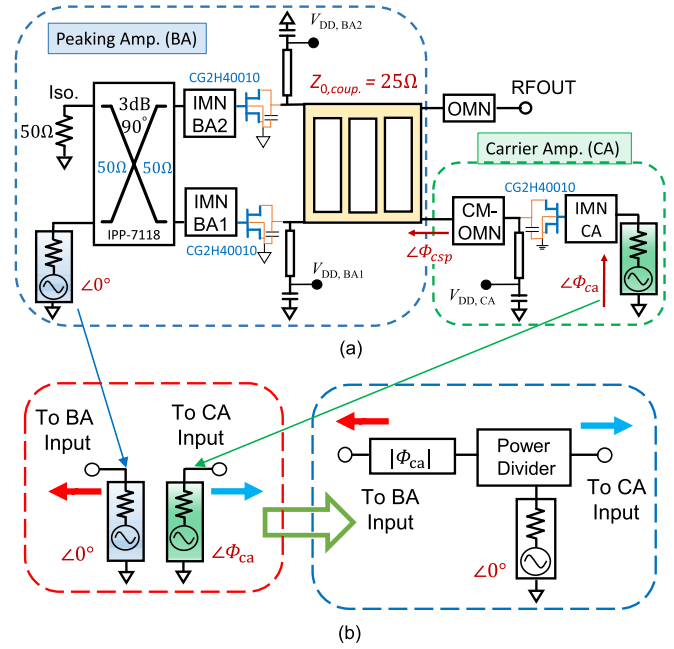 Peaking Amp. (BA)
V_DD, BA2
CG2H40010
Z_0,coup. = 25Ω
RFOUT
Iso.
50Ω
3dB
90°
50Ω 50Ω
IPP-7118
IMN
BA2
OMN
Carrier Amp. (CA)
CG2H40010
IMN
BA1
CG2H40010
CM-
OMN
IMN
CA
∠Φ_csp
∠0°
V_DD, BA1
V_DD, CA
∠Φ_ca
(a)
To BA
Input
To CA
Input
∠0°
∠Φ_ca
|Φ_ca|
Power
Divider
To BA
Input
To CA
Input
∠0°
(b)